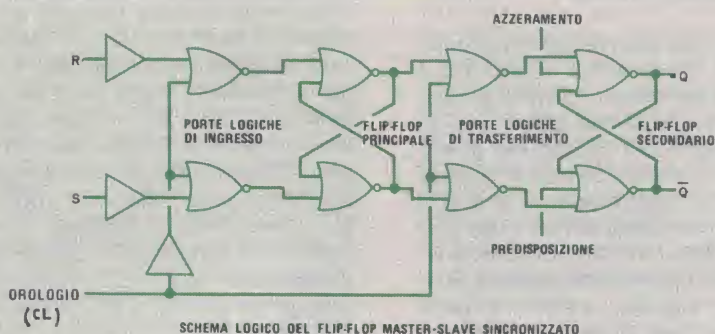 AZZERAMENTO
R
Q
PORTE LOGICHE
DI INGRESSO
FLIP-FLOP
PRINCIPALE
PORTE LOGICHE
DI TRASFERIMENTO
FLIP-FLOP
SECONDARIO
S
Q̅
PREDISPOSIZIONE
OROLOGIO
(CL)
SCHEMA LOGICO DEL FLIP-FLOP MASTER-SLAVE SINCRONIZZATO